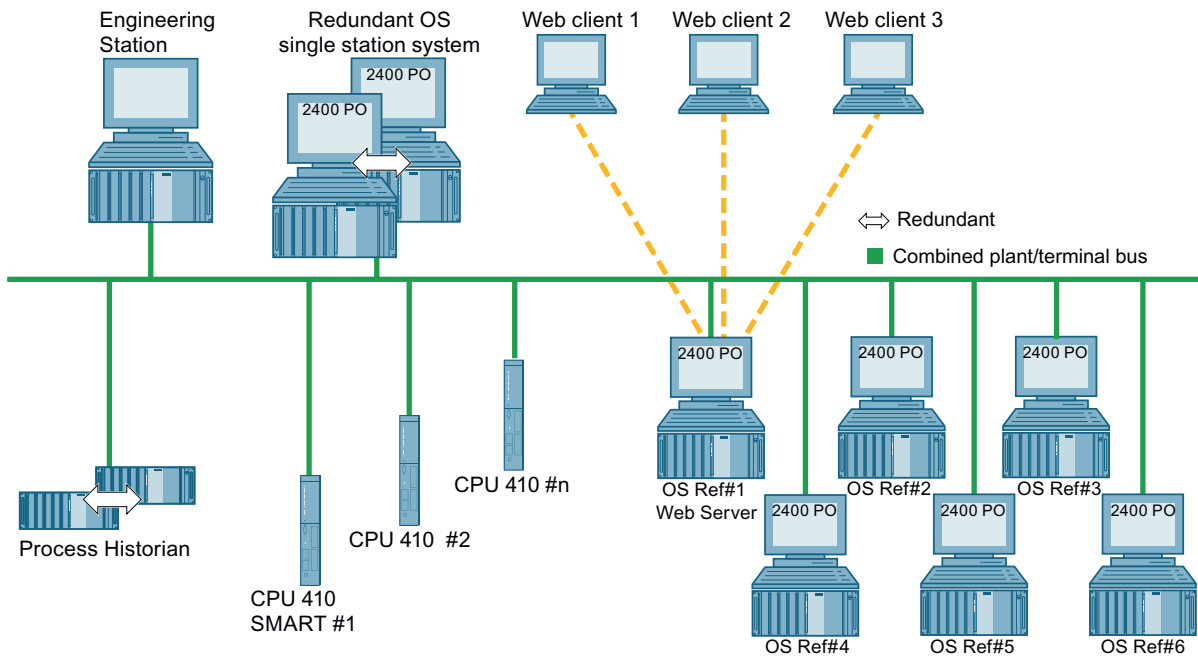 Engineering
Station
Redundant OS
single station system
Web client 1
Web client 2
Web client 3
2400 PO
2400 PO
Redundant
Combined plant/terminal bus
2400 PO
2400 PO
2400 PO
CPU 410 #n
OS Ref#1
Web Server
OS Ref#2
OS Ref#3
Process Historian
CPU 410 #2
CPU 410
SMART #1
2400 PO
2400 PO
2400 PO
OS Ref#4
OS Ref#5
OS Ref#6